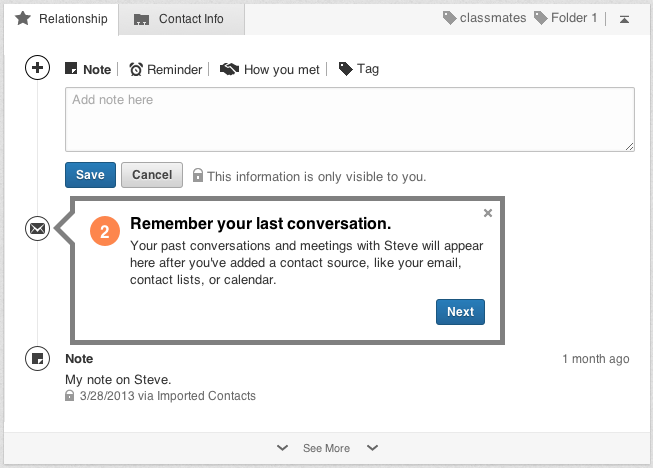 Relationship Contact Info classmates Folder 1
Note Reminder How you met Tag
Add note here
Save Cancel This information is only visible to you.
2 Remember your last conversation.
Your past conversations and meetings with Steve will appear
here after you've added a contact source, like your email,
contact lists, or calendar.
Next
Note 1 month ago
My note on Steve.
3/28/2013 via Imported Contacts
See More